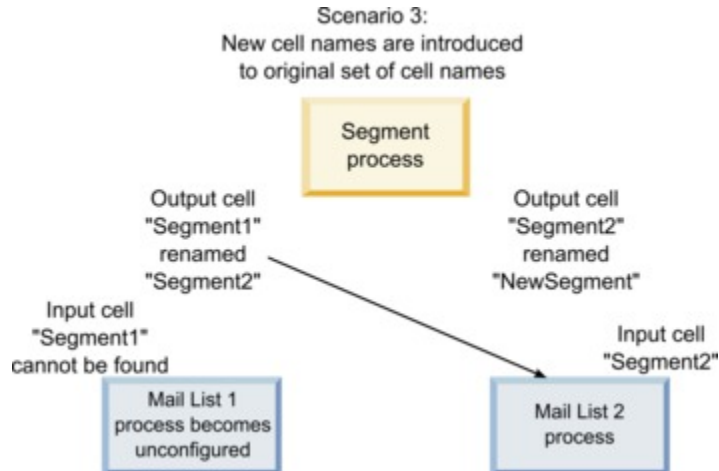 Scenario 3:
New cell names are introduced
to original set of cell names
Segment
process
Output cell
"Segment1"
renamed
"Segment2"
Output cell
"Segment2"
renamed
"NewSegment"
Input cell
"Segment1"
cannot be found
Input cell
"Segment2"
Mail List 1
process becomes
unconfigured
Mail List 2
process